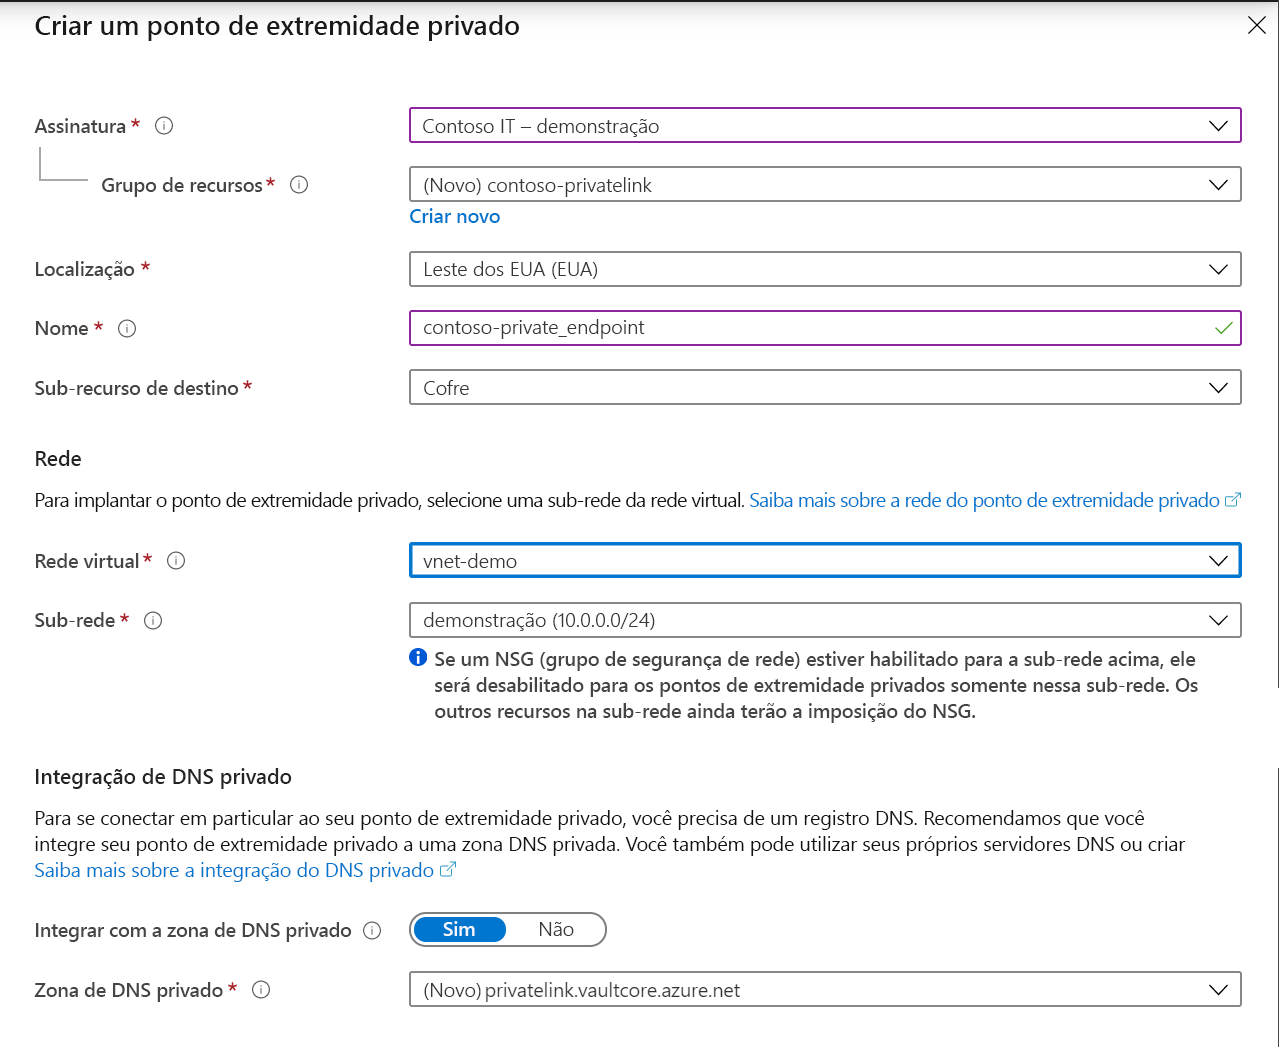 Criar um ponto de extremidade privado
Assinatura *
Contoso IT – demonstração
Grupo de recursos *
(Novo) contoso-privatelink
Criar novo
Localização *
Leste dos EUA (EUA)
Nome *
contoso-private_endpoint
Sub-recurso de destino *
Cofre
Rede
Para implantar o ponto de extremidade privado, selecione uma sub-rede da rede virtual. Saiba mais sobre a rede do ponto de extremidade privado
Rede virtual *
vnet-demo
Sub-rede *
demonstração (10.0.0.0/24)
Se um NSG (grupo de segurança de rede) estiver habilitado para a sub-rede acima, ele
será desabilitado para os pontos de extremidade privados somente nessa sub-rede. Os
outros recursos na sub-rede ainda terão a imposição do NSG.
Integração de DNS privado
Para se conectar em particular ao seu ponto de extremidade privado, você precisa de um registro DNS. Recomendamos que você
integre seu ponto de extremidade privado a uma zona DNS privada. Você também pode utilizar seus próprios servidores DNS ou criar
Saiba mais sobre a integração do DNS privado
Integrar com a zona de DNS privado
Sim Não
Zona de DNS privado *
(Novo) privatelink.vaultcore.azure.net